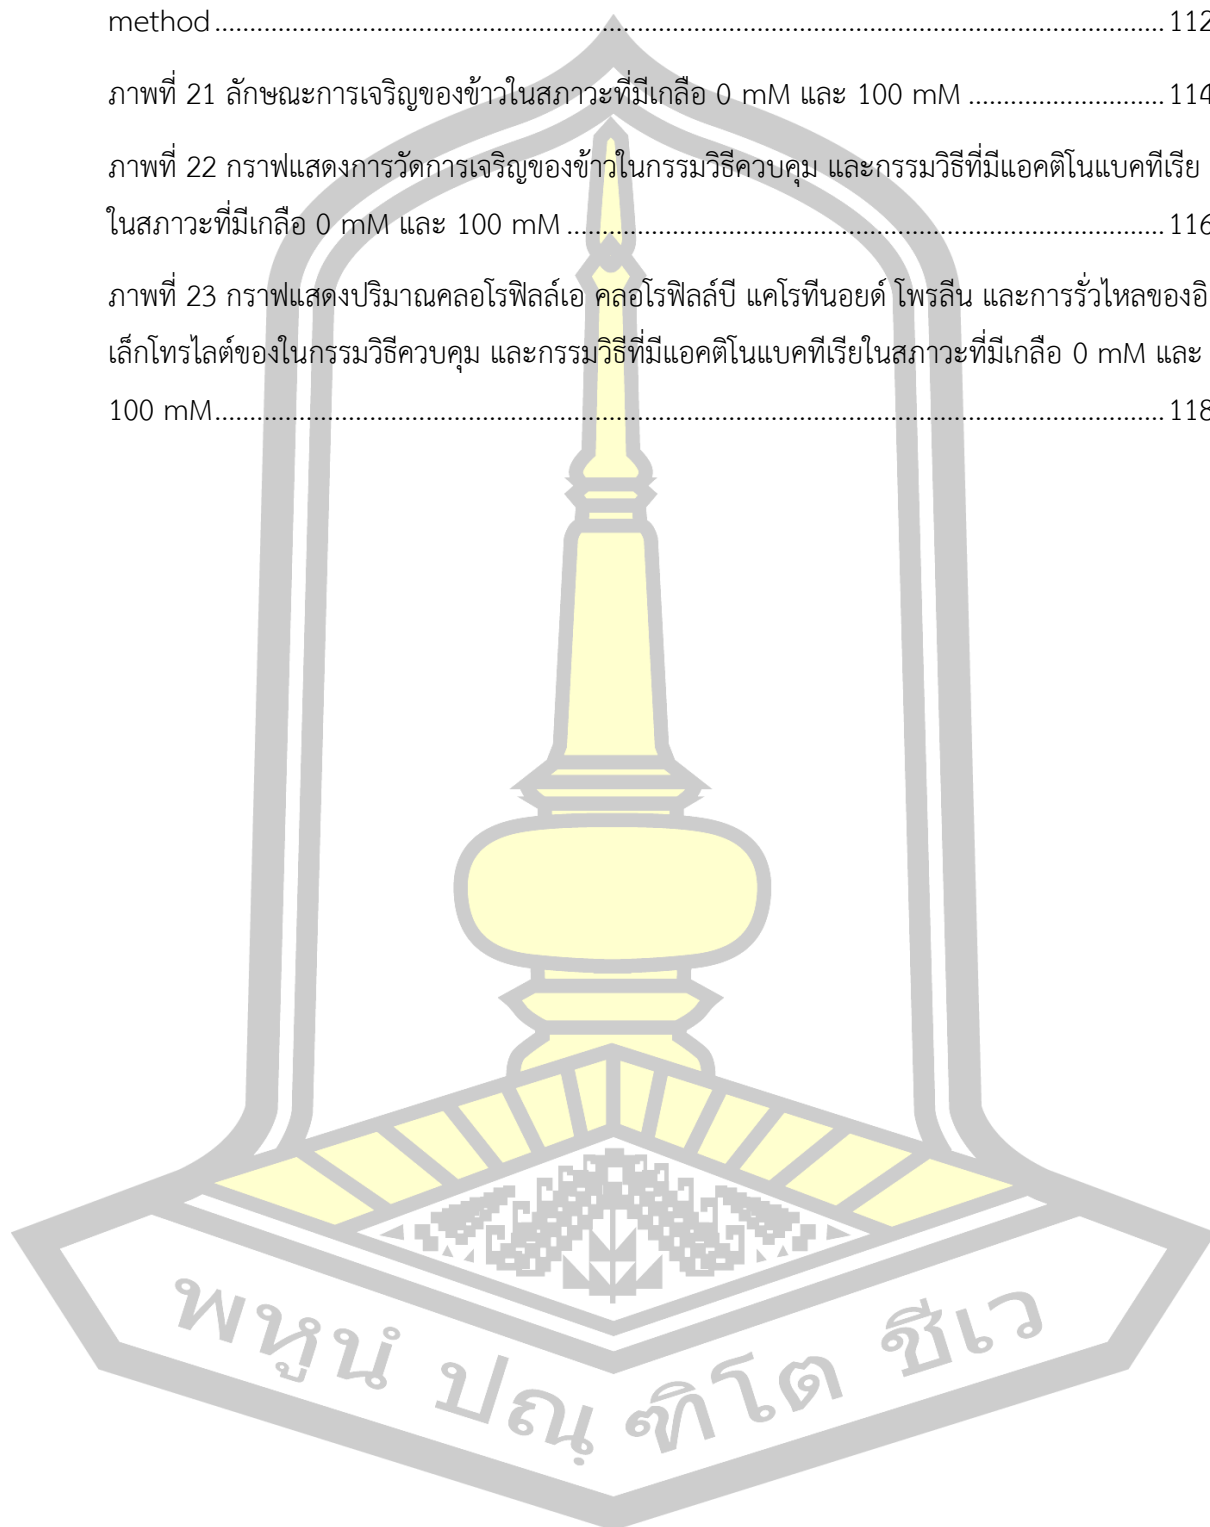 method.......................................................................................................................... 112
ภาพที่ 21 ลักษณะการเจริญของข้าวในสภาวะที่มีเกลือ 0 mM และ 100 mM ............................ 114
ภาพที่ 22 กราฟแสดงการวัดการเจริญของข้าวในกรรมวิธีควบคุม และกรรมวิธีที่มีแอคติโนแบคทีเรีย
ในสภาวะที่มีเกลือ 0 mM และ 100 mM .................................................................................... 116
ภาพที่ 23 กราฟแสดงปริมาณคลอโรฟิลล์เอ คลอโรฟิลล์บี แคโรทีนอยด์ โพรลีน และการรั่วไหลของอิ
เล็กโทรไลต์ของในกรรมวิธีควบคุม และกรรมวิธีที่มีแอคติโนแบคทีเรียในสภาวะที่มีเกลือ 0 mM และ
100 mM.......................................................................................................................... 118
พหูนํ ปณฺฑิโต ชีเว